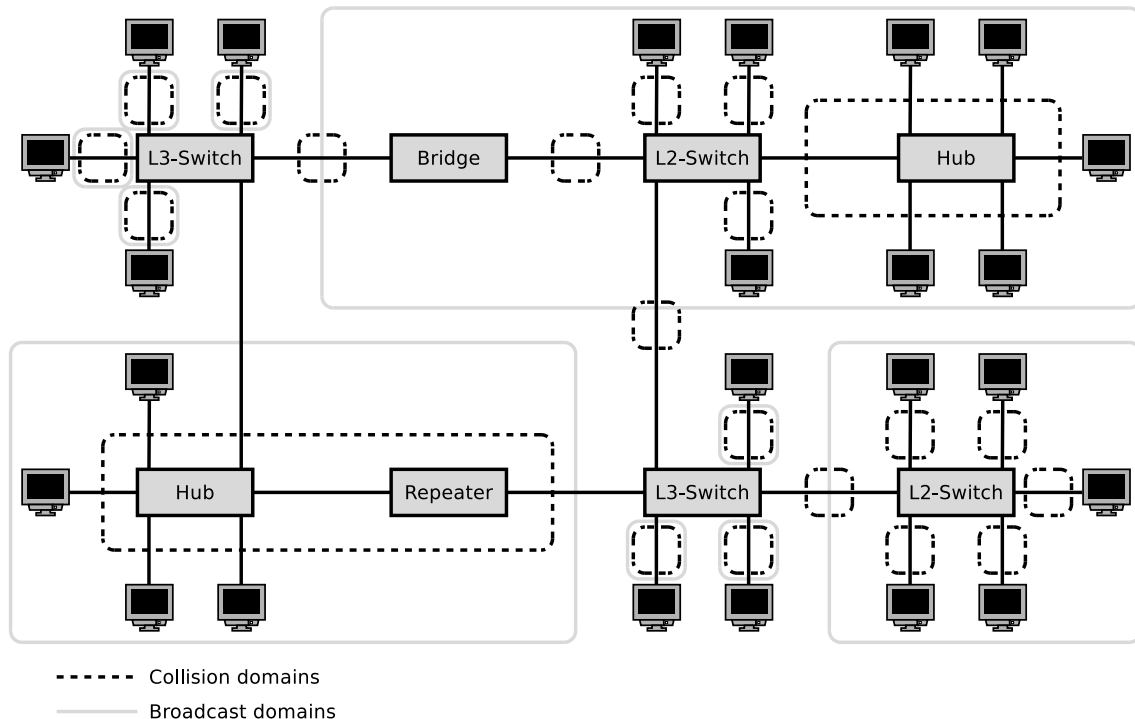 L3-Switch
Bridge
L2-Switch
Hub
Hub
Repeater
L3-Switch
L2-Switch
Collision domains
Broadcast domains